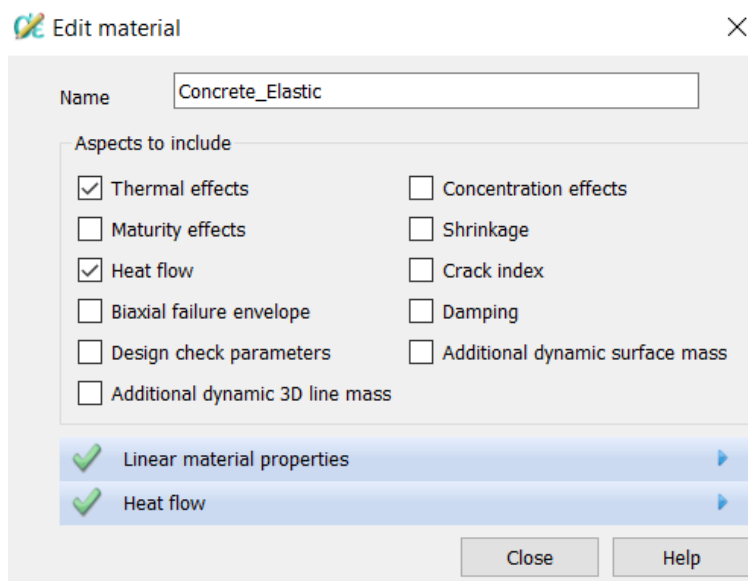 Edit material
Name Concrete_Elastic
Aspects to include
Thermal effects Concentration effects
Maturity effects Shrinkage
Heat flow Crack index
Biaxial failure envelope Damping
Design check parameters Additional dynamic surface mass
Additional dynamic 3D line mass
Linear material properties
Heat flow
Close Help